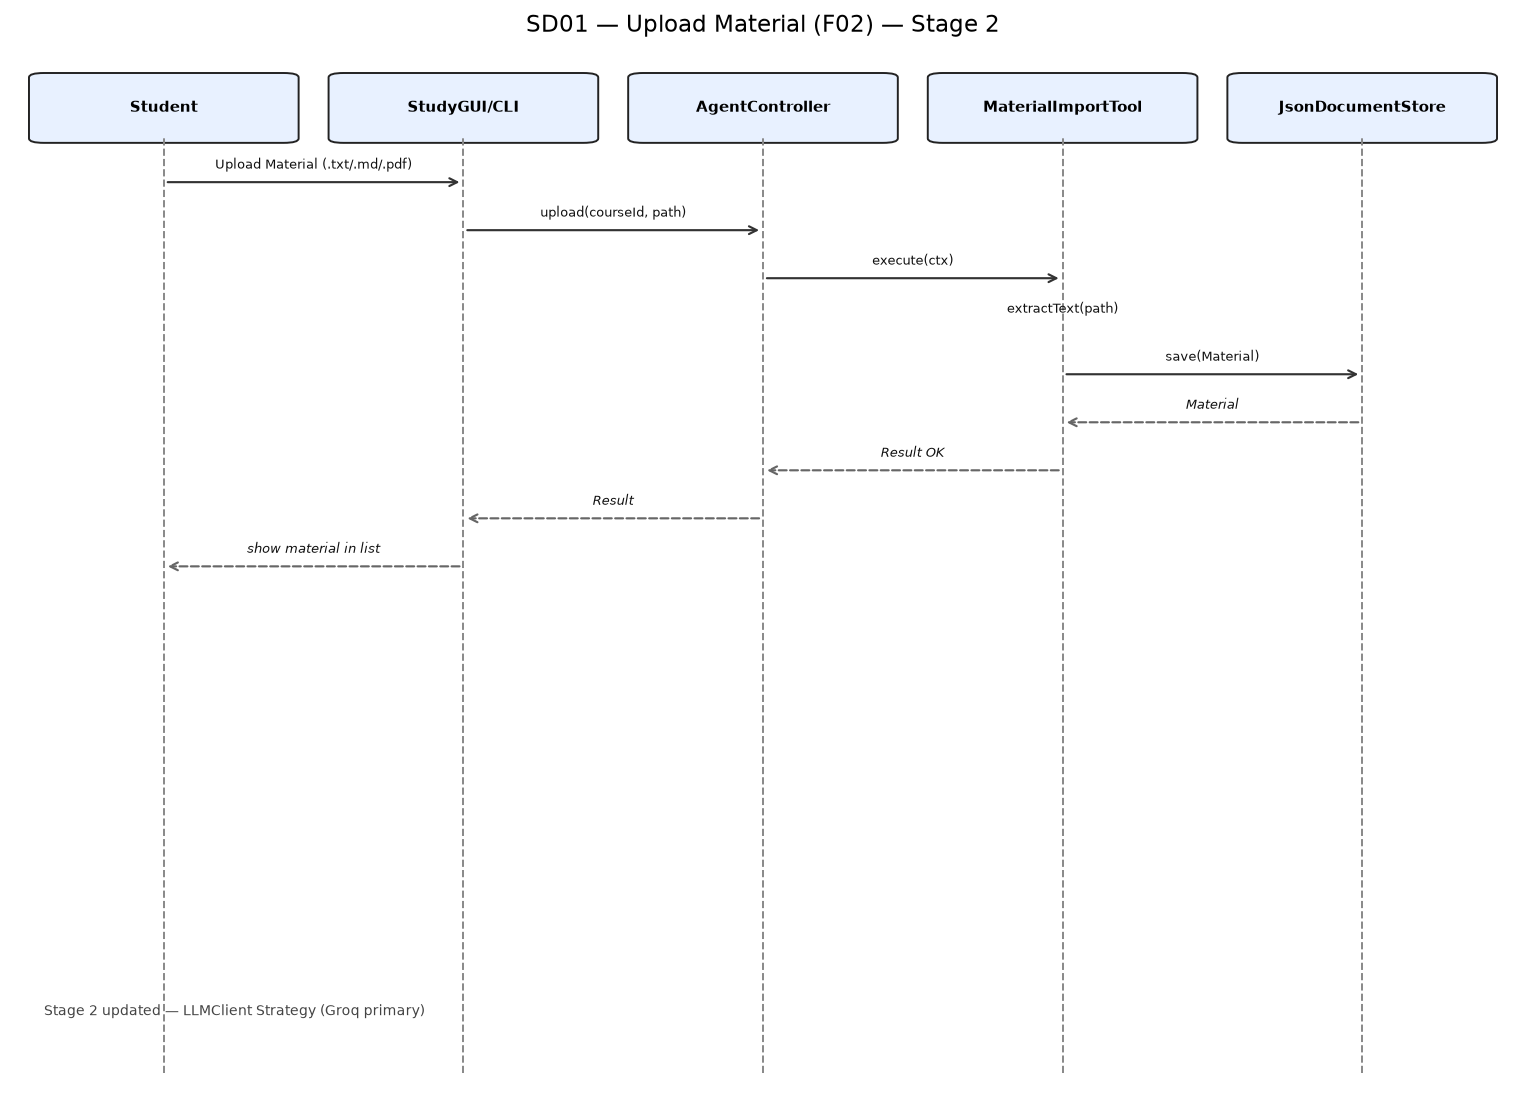 SD01 — Upload Material (F02) — Stage 2
Student
StudyGUI/CLI
AgentController
MaterialImportTool
JsonDocumentStore
Upload Material (.txt/.md/.pdf)
upload(courseId, path)
execute(ctx)
extractText(path)
save(Material)
Material
Result OK
Result
show material in list
Stage 2 updated — LLMClient Strategy (Groq primary)